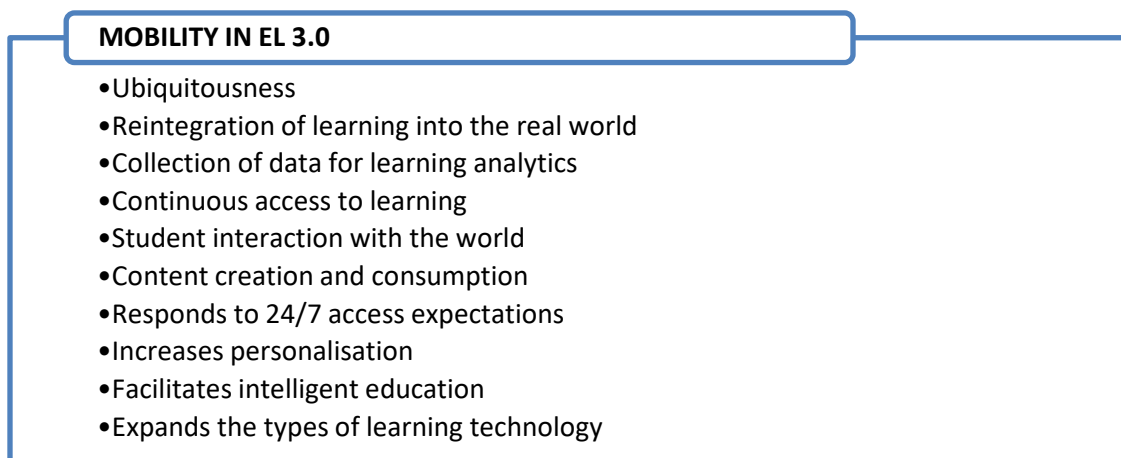 MOBILITY IN EL 3.0
•Ubiquitousness
•Reintegration of learning into the real world
•Collection of data for learning analytics
•Continuous access to learning
•Student interaction with the world
•Content creation and consumption
•Responds to 24/7 access expectations
•Increases personalisation
•Facilitates intelligent education
•Expands the types of learning technology